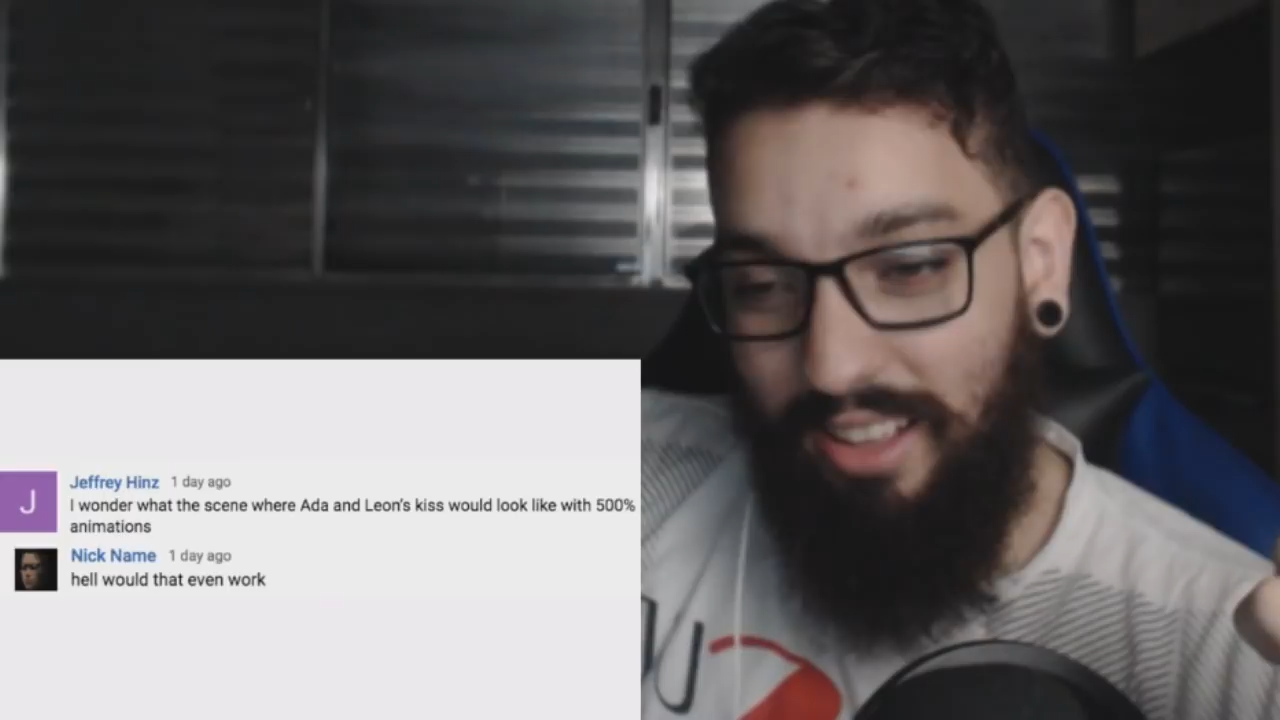 J
Jeffrey Hinz 1 day ago
I wonder what the scene where Ada and Leon's kiss would look like with 500%
animations
Nick Name 1 day ago
hell would that even work